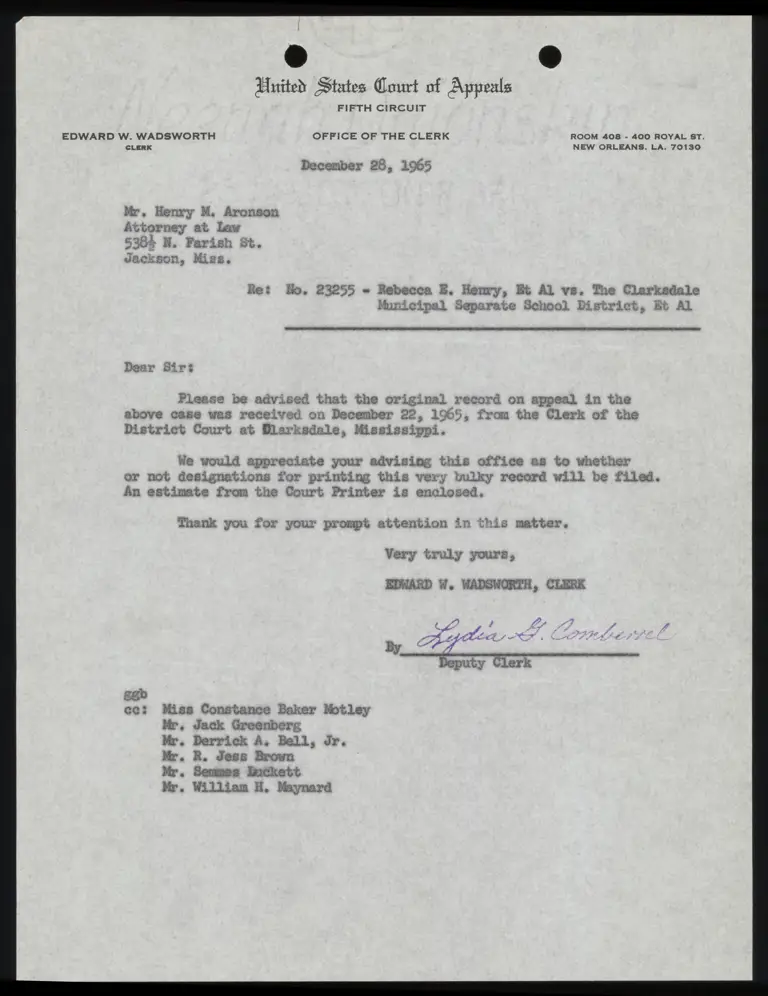 United States Court of Appeals
FIFTH CIRCUIT
EDWARD W. WADSWORTH
CLERK
OFFICE OF THE CLERK
ROOM 408 - 400 ROYAL ST.
NEW ORLEANS, LA. 70130
December 28, 1965
Mr. Henry M. Aronson
Attorney at Law
538½ N. Farish St.
Jackson, Miss.
Re: No. 23255 - Rebecca E. Henry, Et Al vs. The Clarksdale
Municipal Separate School District, Et Al
Dear Sir:
Please be advised that the original record on appeal in the
above case was received on December 22, 1965, from the Clerk of the
District Court at Clarksdale, Mississippi.
We would appreciate your advising this office as to whether
or not designations for printing this very bulky record will be filed.
An estimate from the Court Printer is enclosed.
Thank you for your prompt attention in this matter.
Very truly yours,
EDWARD W. WADSWORTH, CLERK
By Lydia G. Comberrel
Deputy Clerk
ggb
cc: Miss Constance Baker Motley
Mr. Jack Greenberg
Mr. Derrick A. Bell, Jr.
Mr. R. Jess Brown
Mr. Semmes Luckett
Mr. William H. Maynard